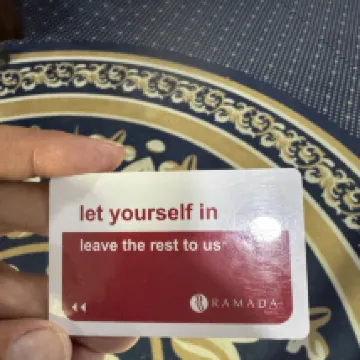 let yourself in
leave the rest to us
RAMADA